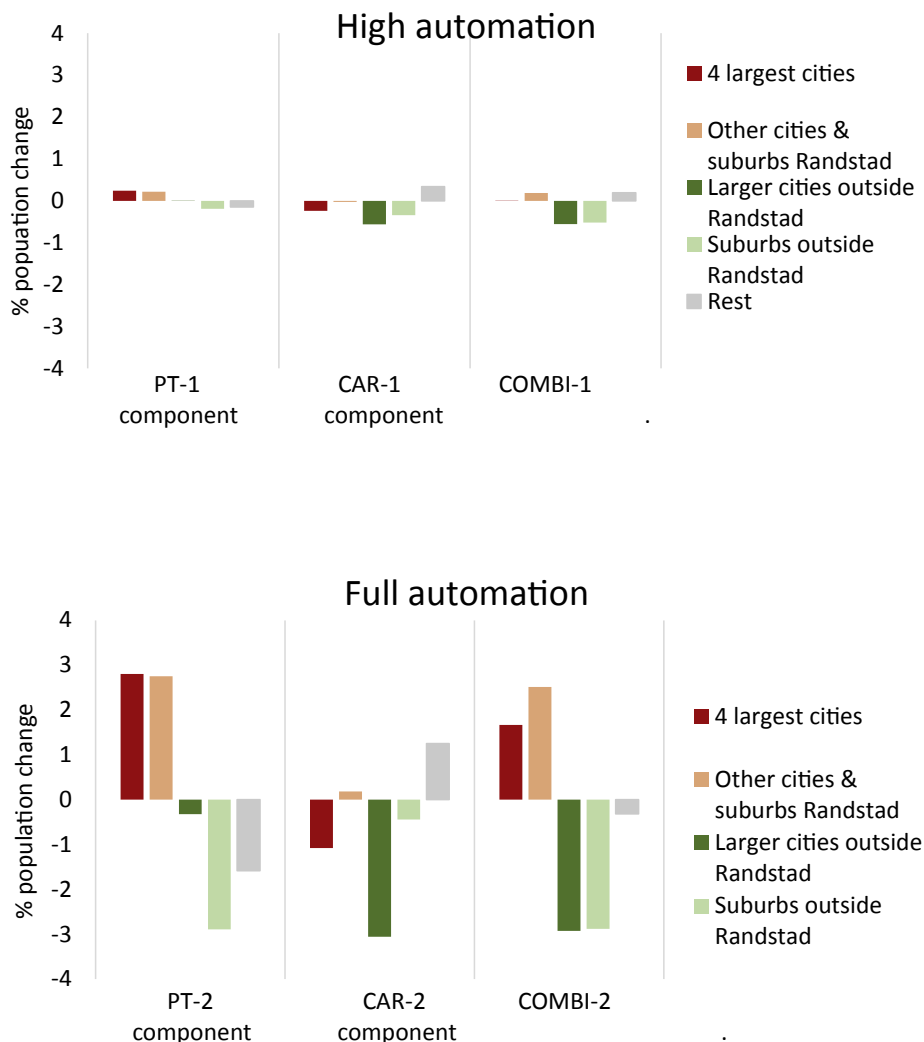 High automation
4
3
2
1
0
-1
-2
-3
-4
% popuation change
PT-1
component
CAR-1
component
COMBI-1
.
4 largest cities
Other cities &
suburbs Randstad
Larger cities outside
Randstad
Suburbs outside
Randstad
Rest
Full automation
4
3
2
1
0
-1
-2
-3
-4
% population change
PT-2
component
CAR-2
component
COMBI-2
.
4 largest cities
Other cities &
suburbs Randstad
Larger cities outside
Randstad
Suburbs outside
Randstad